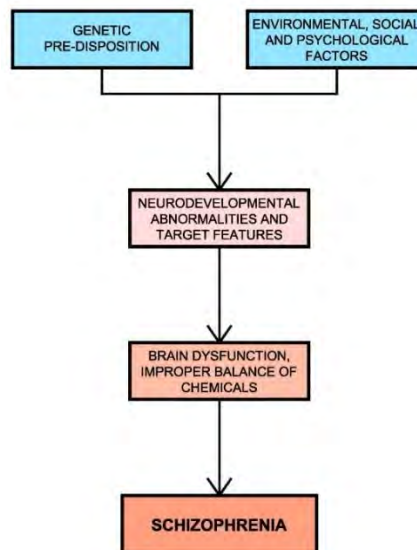 GENETIC
PRE-DISPOSITION
ENVIRONMENTAL, SOCIAL
AND PSYCHOLOGICAL
FACTORS
NEURODEVELOPMENTAL
ABNORMALITIES AND
TARGET FEATURES
BRAIN DYSFUNCTION,
IMPROPER BALANCE OF
CHEMICALS
SCHIZOPHRENIA